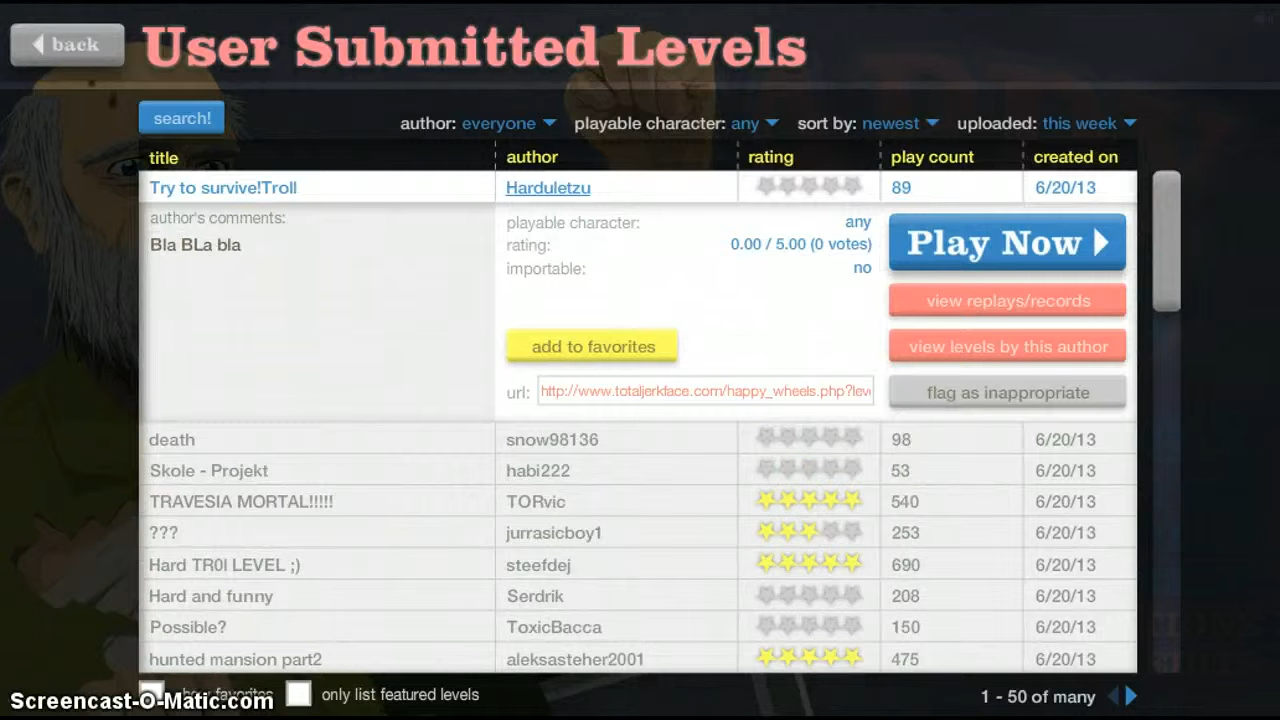 back
User Submitted Levels
search!
author: everyone playable character: any sort by: newest uploaded: this week
title author rating play count created on
Try to survive!Troll Harduletzu 89 6/20/13
author's comments:
Bla BLa bla
playable character: any
rating: 0.00 / 5.00 (0 votes)
importable: no
Play Now
view replays/records
add to favorites
view levels by this author
url: http://www.totaljerkface.com/happy_wheels.php?lev
flag as inappropriate
death snow98136 98 6/20/13
Skole - Projekt habi222 53 6/20/13
TRAVESIA MORTAL!!!!! TORvic 540 6/20/13
??? jurrasicboy1 253 6/20/13
Hard TR0l LEVEL ;) steefdej 690 6/20/13
Hard and funny Serdrik 208 6/20/13
Possible? ToxicBacca 150 6/20/13
hunted mansion part2 aleksasteher2001 475 6/20/13
favorites only list featured levels 1 - 50 of many
Screencast-O-Matic.com